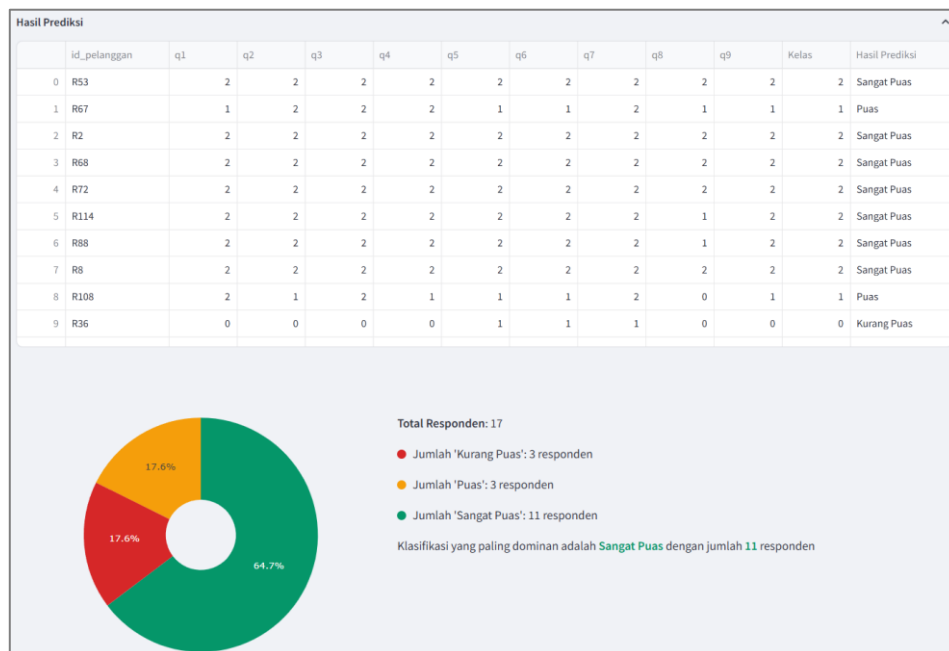 Hasil Prediksi
id_pelanggan q1 q2 q3 q4 q5 q6 q7 q8 q9 Kelas Hasil Prediksi
0 R53 2 2 2 2 2 2 2 2 2 2 Sangat Puas
1 R67 1 2 2 2 1 1 2 1 1 1 Puas
2 R2 2 2 2 2 2 2 2 2 2 2 Sangat Puas
3 R68 2 2 2 2 2 2 2 2 2 2 Sangat Puas
4 R72 2 2 2 2 2 2 2 2 2 2 Sangat Puas
5 R114 2 2 2 2 2 2 2 1 2 2 Sangat Puas
6 R88 2 2 2 2 2 2 2 1 2 2 Sangat Puas
7 R8 2 2 2 2 2 2 2 2 2 2 Sangat Puas
8 R108 2 1 2 1 1 1 2 0 1 1 Puas
9 R36 0 0 0 0 1 1 1 0 0 0 Kurang Puas
17.6%
17.6%
64.7%
Total Responden: 17
Jumlah 'Kurang Puas': 3 responden
Jumlah 'Puas': 3 responden
Jumlah 'Sangat Puas': 11 responden
Klasifikasi yang paling dominan adalah Sangat Puas dengan jumlah 11 responden